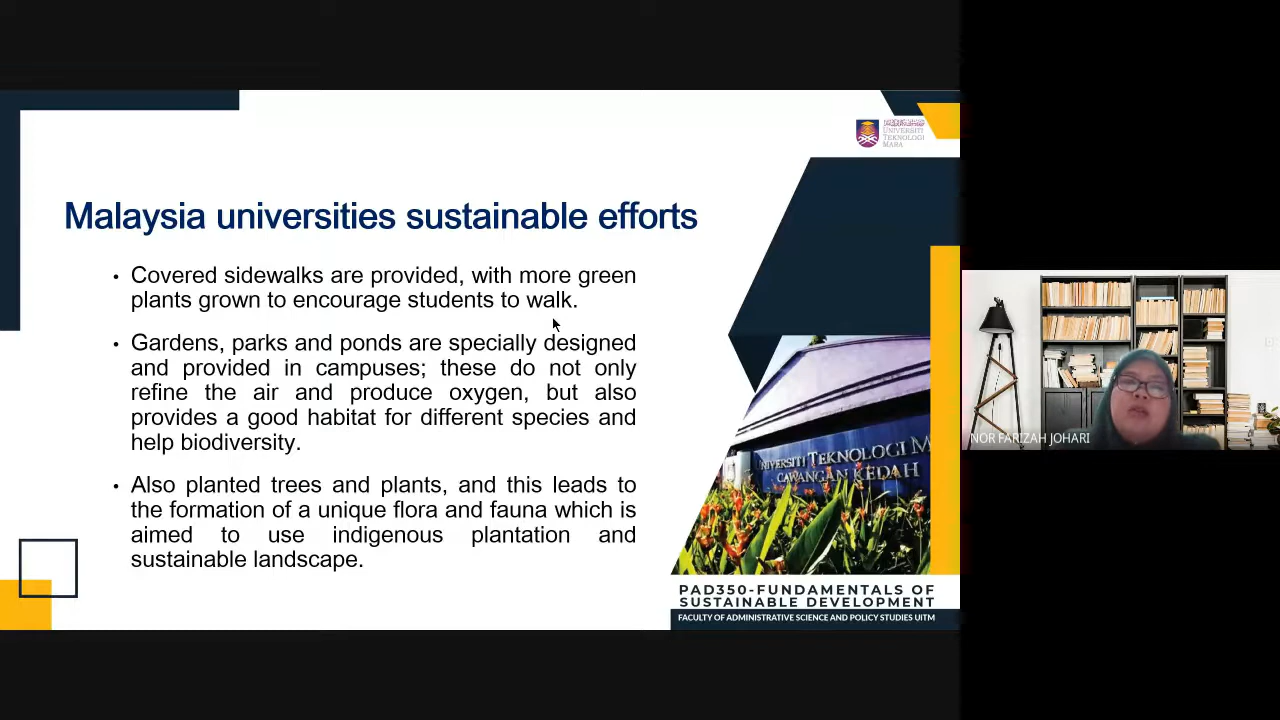 UNIVERSITI
TEKNOLOGI
MARA
Malaysia universities sustainable efforts
• Covered sidewalks are provided, with more green
plants grown to encourage students to walk.
• Gardens, parks and ponds are specially designed
and provided in campuses; these do not only
refine the air and produce oxygen, but also
provides a good habitat for different species and
help biodiversity.
• Also planted trees and plants, and this leads to
the formation of a unique flora and fauna which is
aimed to use indigenous plantation and
sustainable landscape.
UNIVERSITI TEKNOLOGI M
CAWANGAN KEDAH
PAD350-FUNDAMENTALS OF
SUSTAINABLE DEVELOPMENT
FACULTY OF ADMINISTRATIVE SCIENCE AND POLICY STUDIES UITM
NOR FARIZAH JOHARI